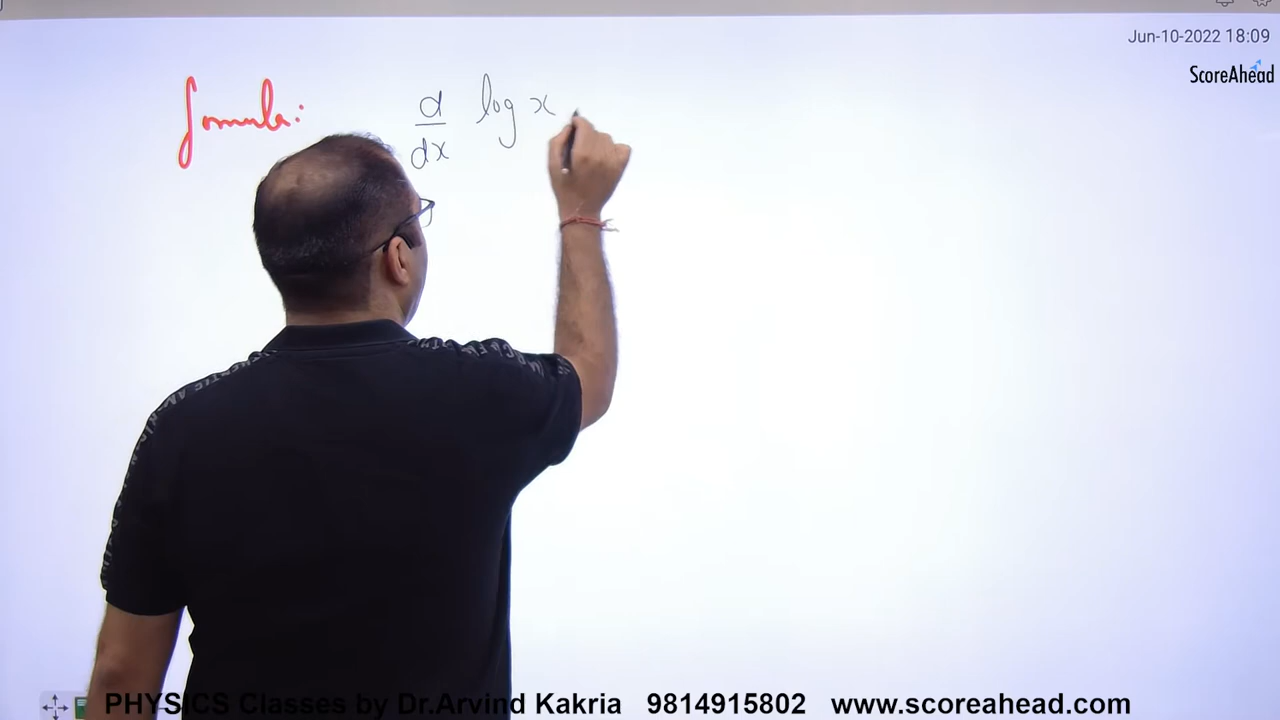 Jun-10-2022 18:09
ScoreAhead
formula: d/dx log x
PHYSICS Classes by Dr.Arvind Kakria 9814915802 www.scoreahead.com